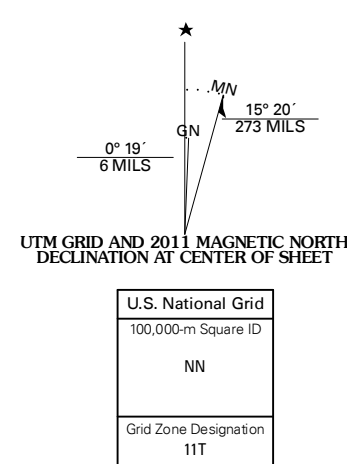 ★
MN
15° 20´
273 MILS
GN
0° 19´
6 MILS
UTM GRID AND 2011 MAGNETIC NORTH
DECLINATION AT CENTER OF SHEET
U.S. National Grid
100,000-m Square ID
NN
Grid Zone Designation
11T